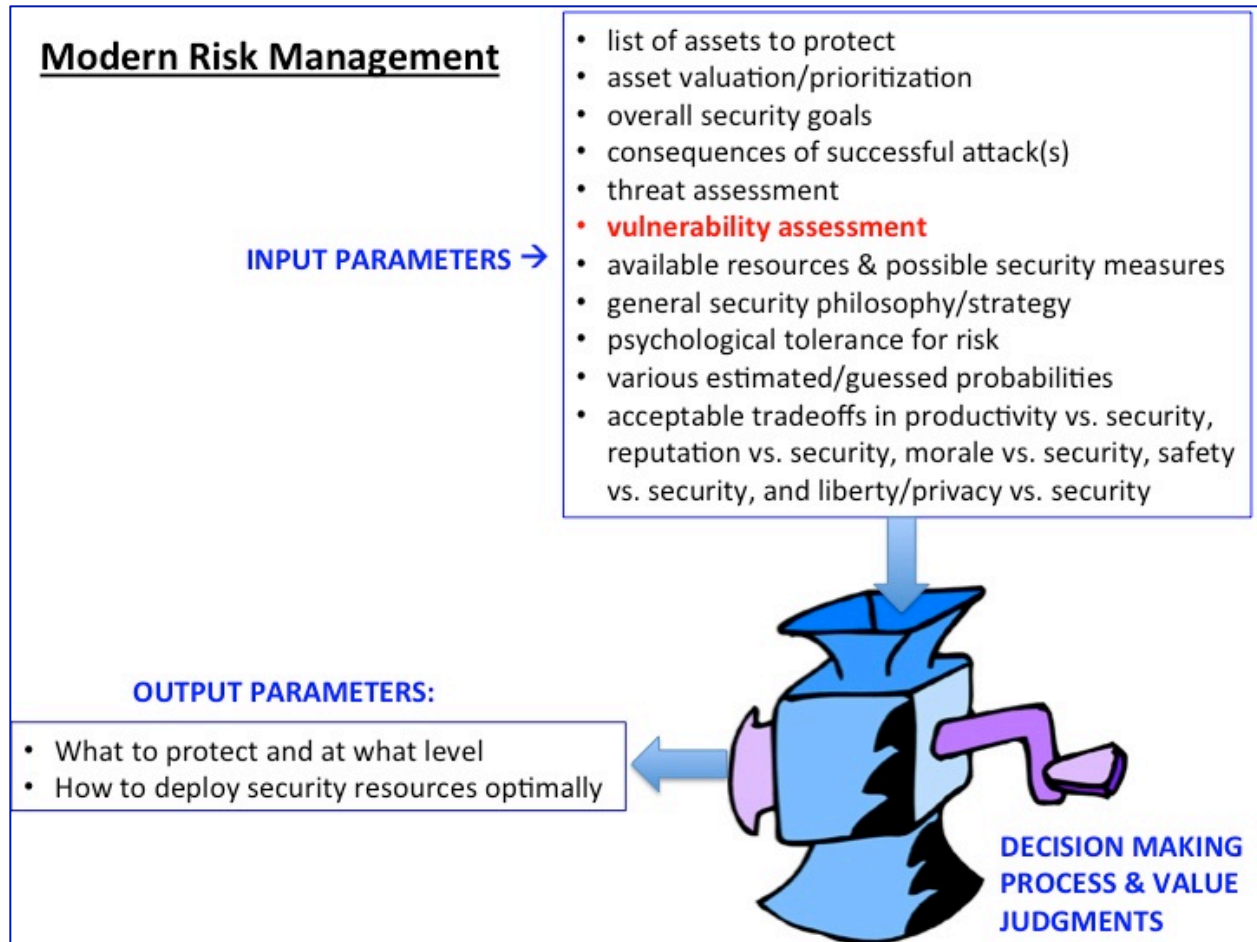 Modern Risk Management
• list of assets to protect
• asset valuation/prioritization
• overall security goals
• consequences of successful attack(s)
• threat assessment
• vulnerability assessment
INPUT PARAMETERS →
• available resources & possible security measures
• general security philosophy/strategy
• psychological tolerance for risk
• various estimated/guessed probabilities
• acceptable tradeoffs in productivity vs. security,
reputation vs. security, morale vs. security, safety
vs. security, and liberty/privacy vs. security
OUTPUT PARAMETERS:
• What to protect and at what level
• How to deploy security resources optimally
DECISION MAKING
PROCESS & VALUE
JUDGMENTS